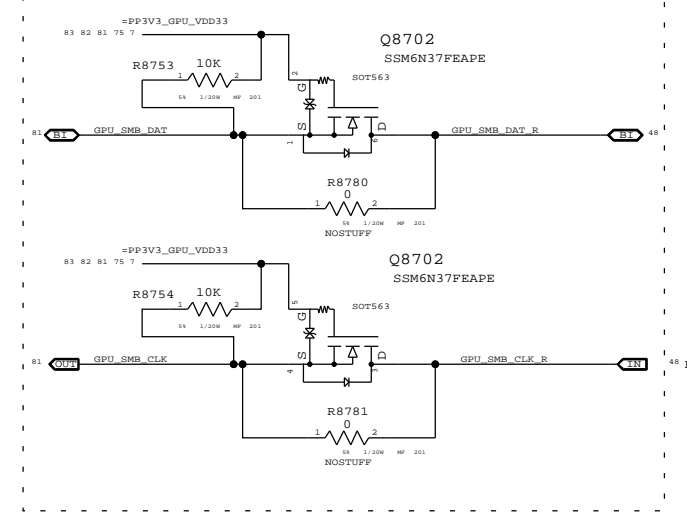 =PP3V3_GPU_VDD33
83 82 81 75 7
Q8702
SSM6N37FEAPE
R8753
10K
SOT563
1
2
2
G
5% 1/20W MF 201
81
BI
GPU_SMB_DAT
1
S
D
6
GPU_SMB_DAT_R
BI
48
R8780
0
1
2
5% 1/20W MF 201
NOSTUFF
=PP3V3_GPU_VDD33
83 82 81 75 7
Q8702
SSM6N37FEAPE
R8754
10K
SOT563
1
2
5
G
5% 1/20W MF 201
81
OUT
GPU_SMB_CLK
4
S
D
3
GPU_SMB_CLK_R
IN
48
R8781
0
1
2
5% 1/20W MF 201
NOSTUFF